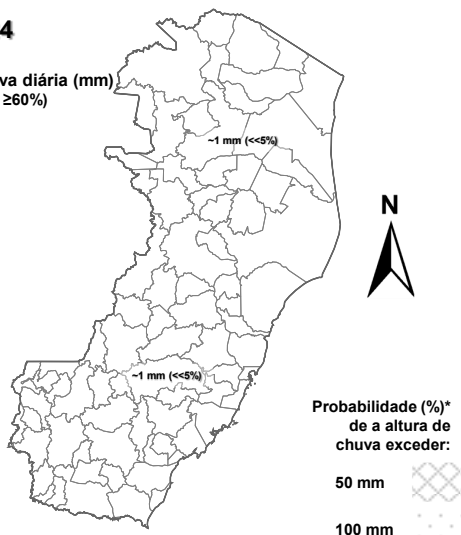 4
va diária (mm)
≥60%)
~1 mm (<<5%)
N
~1 mm (<<5%)
Probabilidade (%)*
de a altura de
chuva exceder:
50 mm
100 mm